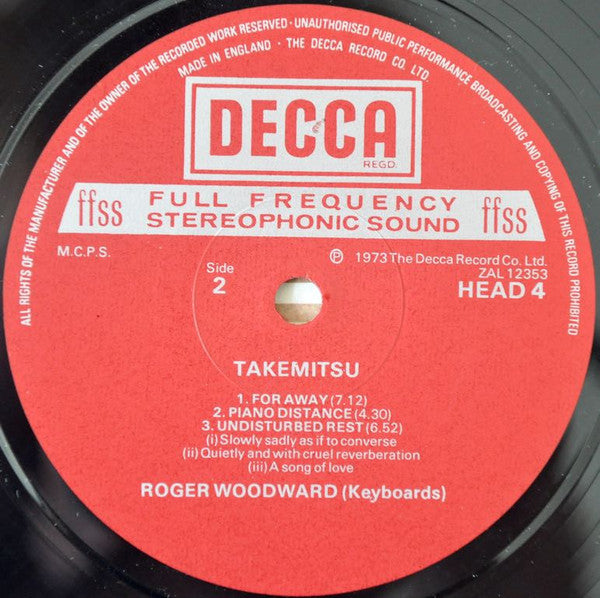 ALL RIGHTS OF THE MANUFACTURER AND OF THE OWNER OF THE RECORDED WORK RESERVED · UNAUTHORISED PUBLIC PERFORMANCE BROADCASTING AND COPYING OF THIS RECORD PROHIBITED
MADE IN ENGLAND · THE DECCA RECORD CO LTD.
DECCA
REGD.
ffss FULL FREQUENCY STEREOPHONIC SOUND ffss
M.C.P.S.
Side
2
℗ 1973 The Decca Record Co. Ltd.
ZAL 12353
HEAD 4
TAKEMITSU
1. FOR AWAY (7.12)
2. PIANO DISTANCE (4.30)
3. UNDISTURBED REST (6.52)
(i) Slowly sadly as if to converse
(ii) Quietly and with cruel reverberation
(iii) A song of love
ROGER WOODWARD (Keyboards)